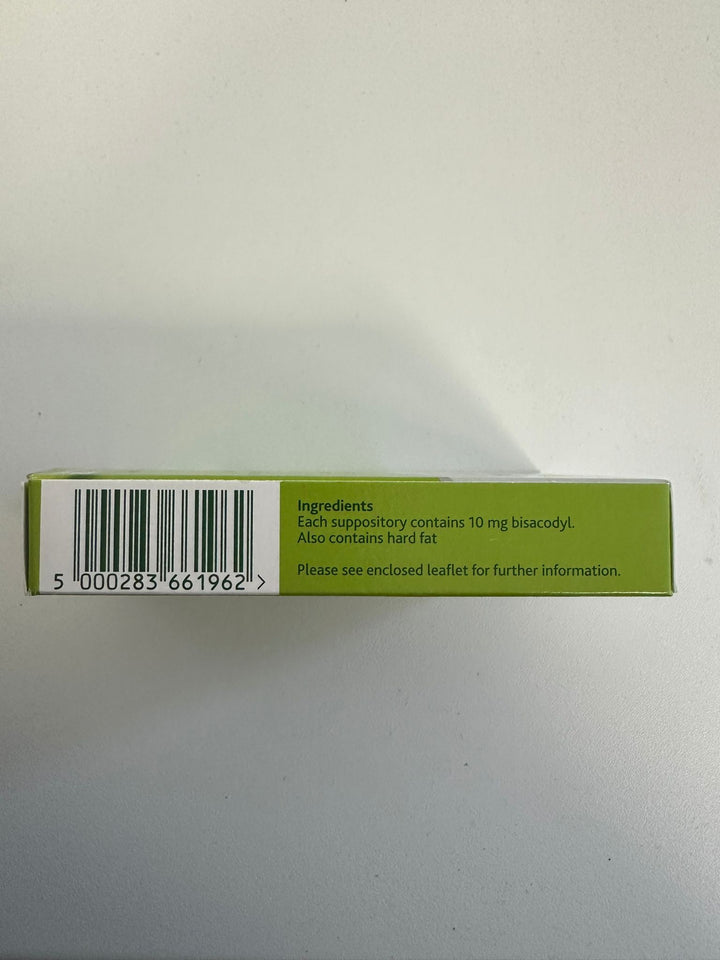 5 000283 661962 >
Ingredients
Each suppository contains 10 mg bisacodyl.
Also contains hard fat
Please see enclosed leaflet for further information.